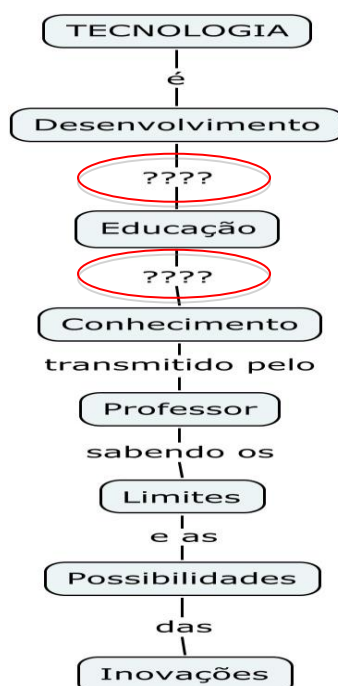 TECNOLOGIA
é
Desenvolvimento
????
Educação
????
Conhecimento
transmitido pelo
Professor
sabendo os
Limites
e as
Possibilidades
das
Inovações